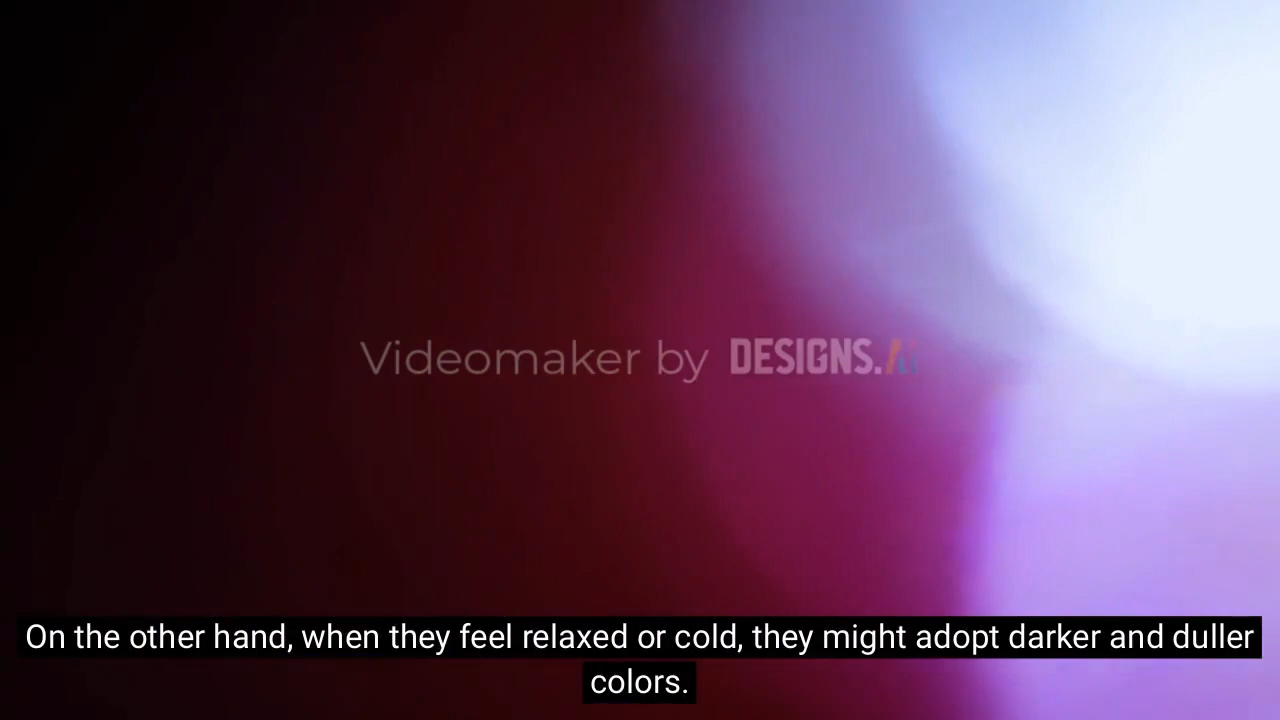 Videomaker by DESIGNS.AI
On the other hand, when they feel relaxed or cold, they might adopt darker and duller
colors.